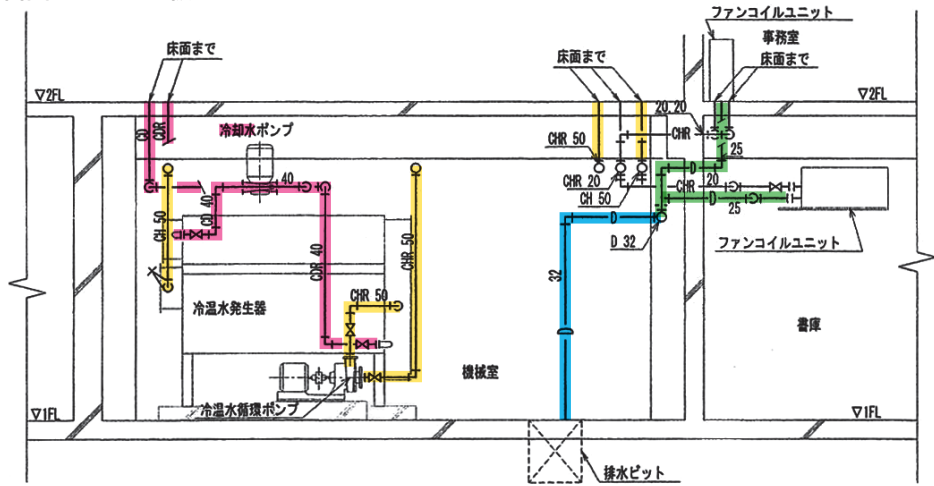 ファンコイルユニット
事務室
床面まで
床面まで
床面まで
▽2FL
▽2FL
20
20
CD
CDR
冷却水ポンプ
CHR
CHR 50
25
CHR 20
CHR
20
40
40
CD
CH 50
25
CH 50
D 32
ファンコイルユニット
CDR 40
CHR 50
32
CHR 50
冷温水発生器
書庫
機械室
冷温水循環ポンプ
▽1FL
▽1FL
排水ピット